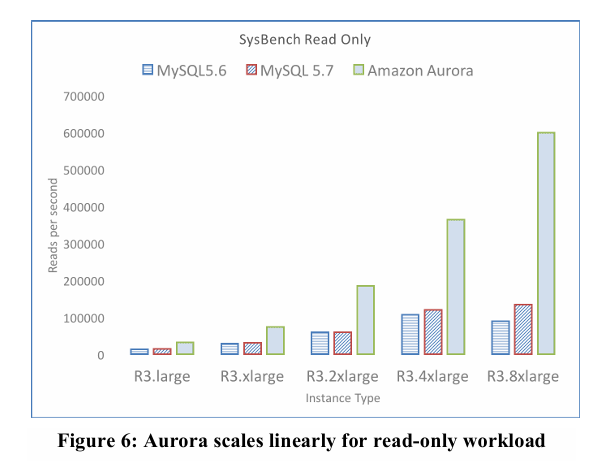 SysBench Read Only
MySQL5.6 MySQL 5.7 Amazon Aurora
700000
600000
500000
400000
300000
200000
100000
0
Reads per second
R3.large R3.xlarge R3.2xlarge R3.4xlarge R3.8xlarge
Instance Type
Figure 6: Aurora scales linearly for read-only workload